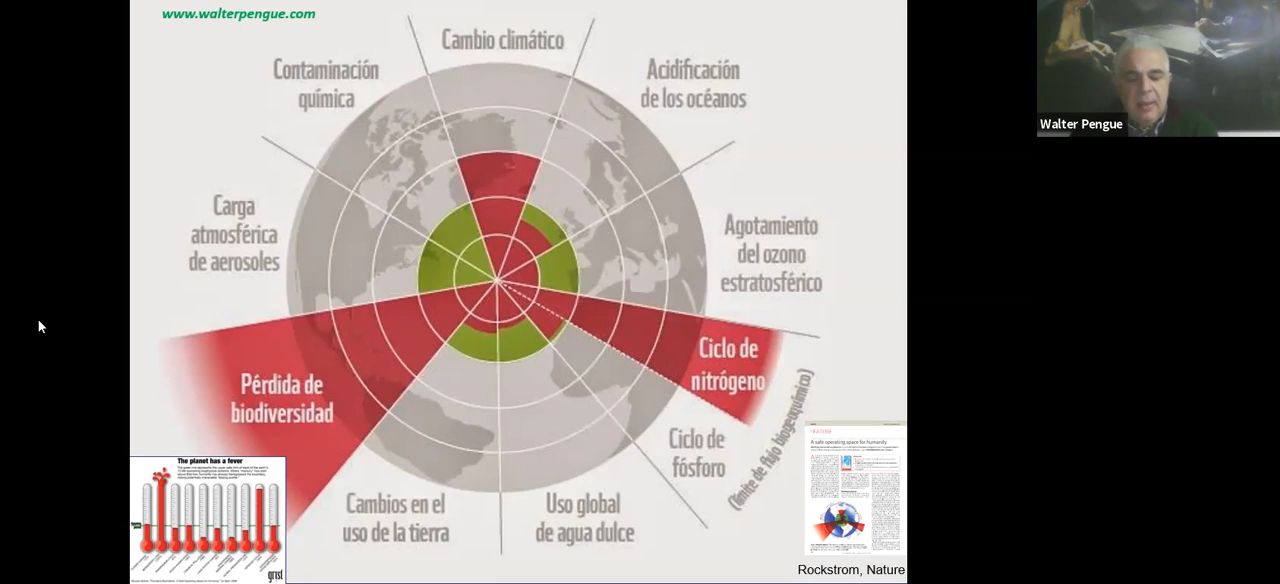 www.walterpengue.com
Cambio climático
Contaminación
química
Acidificación
de los océanos
Carga
atmosférica
de aerosoles
Agotamiento
del ozono
estratosférico
Walter Pengue
Ciclo de
nitrógeno
Pérdida de
biodiversidad
Ciclo de
fósforo
(límite de flujo biogeoquímico)
Cambios en el
uso de la tierra
Uso global
de agua dulce
The planet has a fever
grist
A safe operating space for humanity
Rockstrom, Nature